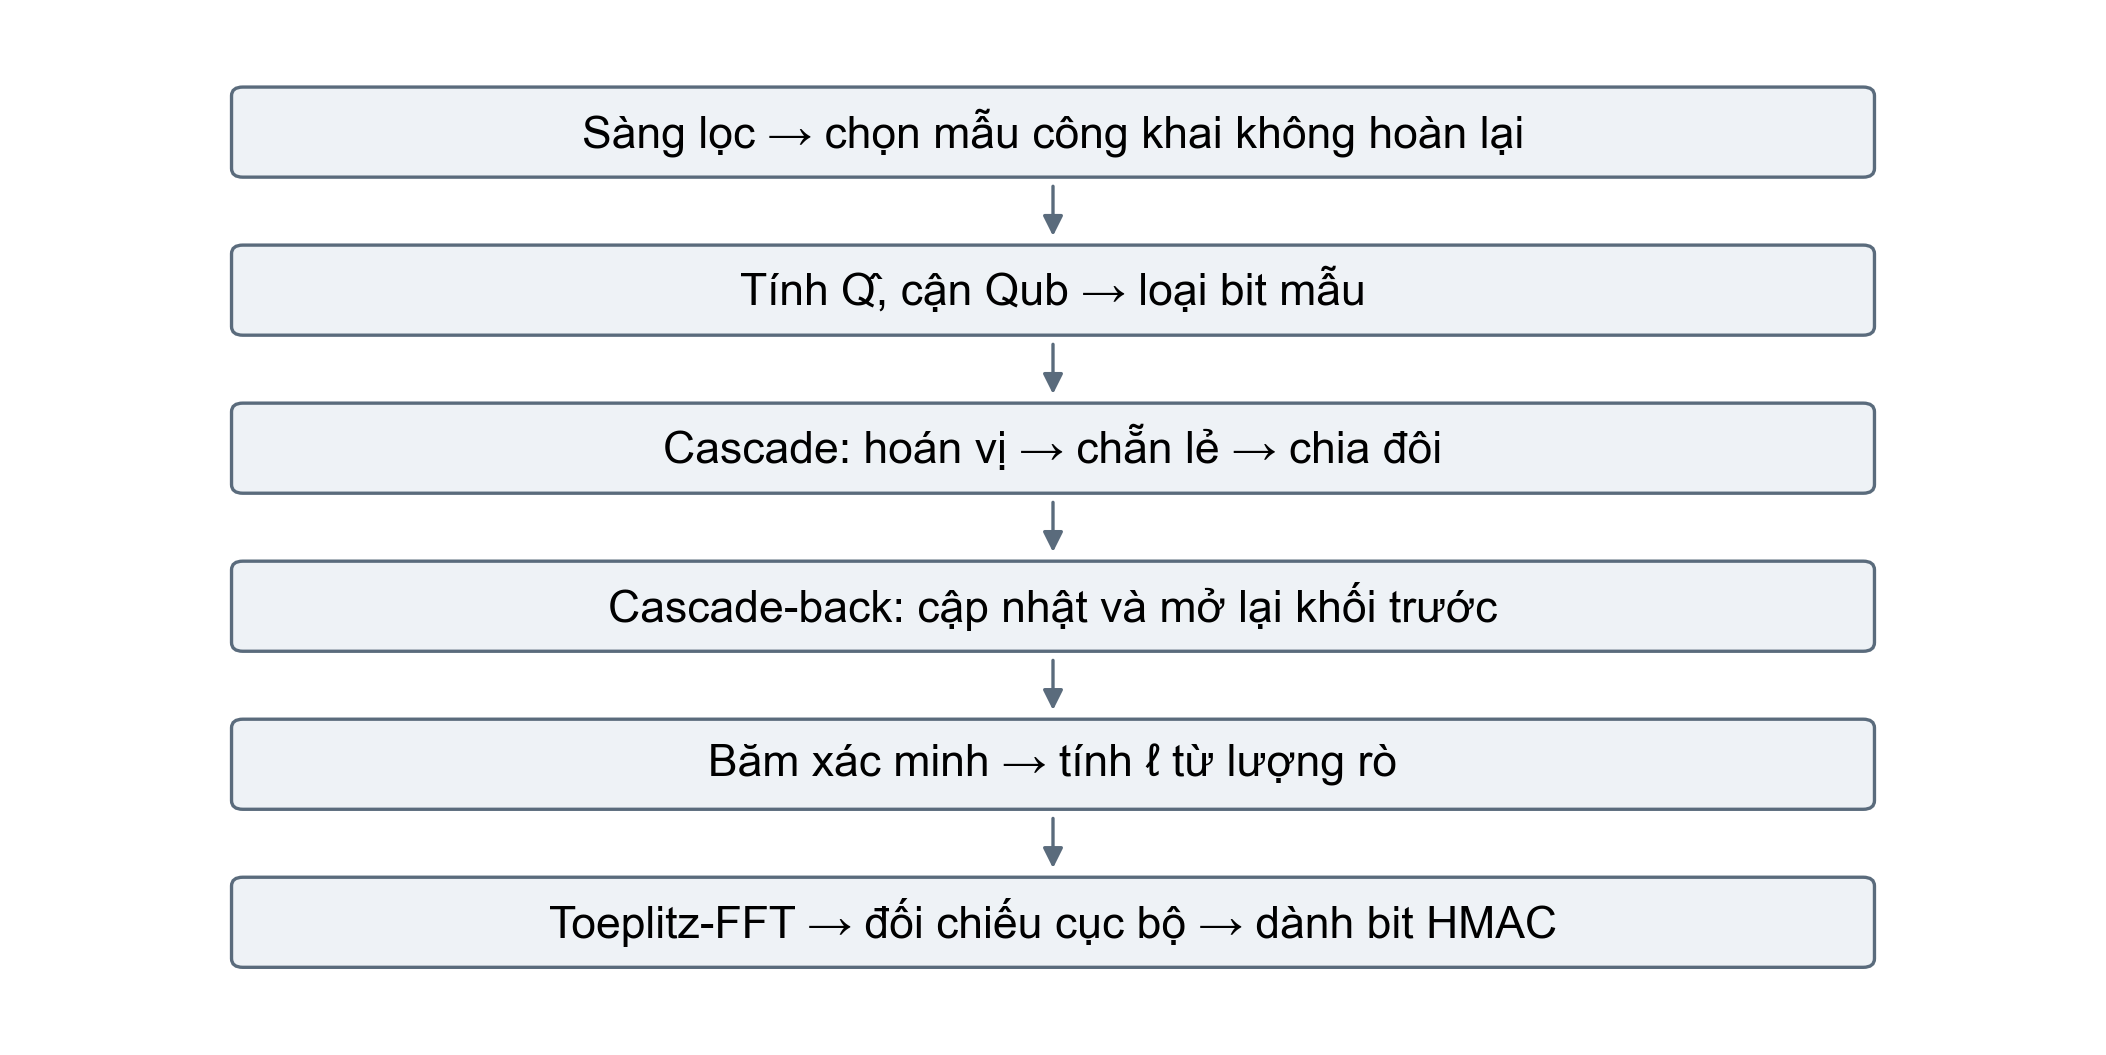 Sàng lọc → chọn mẫu công khai không hoàn lại
Tính Q̂, cận Qub → loại bit mẫu
Cascade: hoán vị → chẵn lẻ → chia đôi
Cascade-back: cập nhật và mở lại khối trước
Băm xác minh → tính ℓ từ lượng rò
Toeplitz-FFT → đối chiếu cục bộ → dành bit HMAC